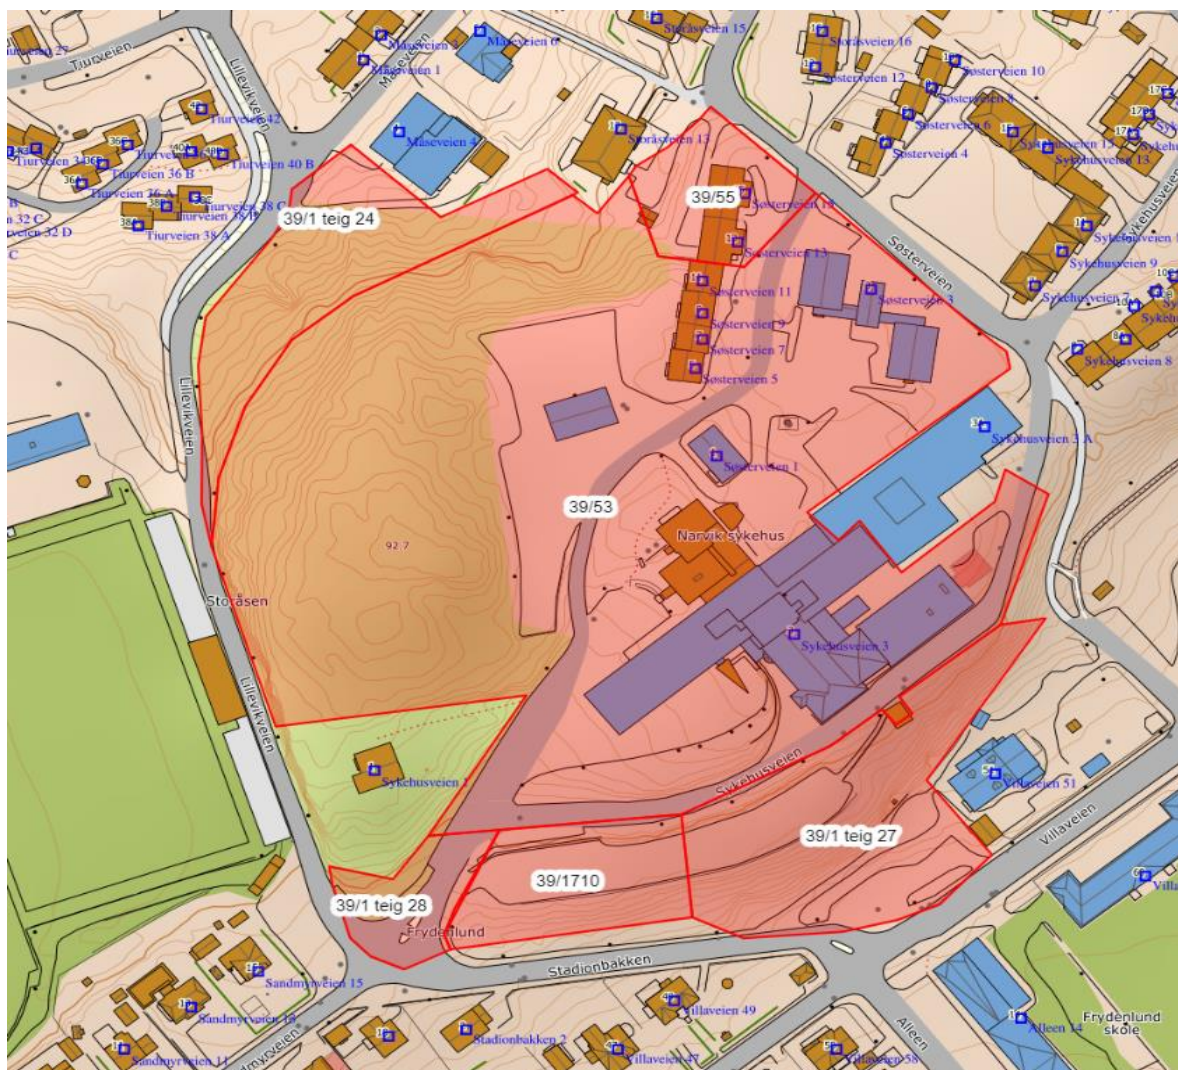 Storåsveien 15
Måseveien 3
Måseveien 6
Storåsveien 16
Tiurveien
Måseveien 1
Måseveien
Søsterveien 12
Søsterveien 10
Lillevikveien
Søsterveien 8
Tiurveien 42
Måseveien 4
Storåsveien 13
Søsterveien 6
Sykehusveien 15
Sykehusveien 13
Søsterveien 4
Tiurveien 40 B
Tiurveien 36 B
Tiurveien 36 A
Tiurveien 38 C
39/55
39/1 teig 24
Tiurveien 38 A
Sykehusveien
Søsterveien 13
Søsterveien
Sykehusveien 9
Søsterveien 11
Søsterveien 3
Sykehusveien 7
Søsterveien 9
Søsterveien 7
Sykehusveien 8
Søsterveien 5
Lillevikveien
Sykehusveien 3 A
Søsterveien 1
39/53
Narvik sykehus
92.7
Storåsen
Sykehusveien 3
Lillevikveien
Sykehusveien 1
Sykehusveien
Villaveien 51
Villaveien
39/1 teig 27
39/1710
39/1 teig 28
Frydenlund
Stadionbakken
Sandmyrveien 15
Villaveien 49
Alleen 14
Frydenlund
skole
Alleen
Stadionbakken 2
Sandmyrveien 11
Villaveien 47
Villaveien 58